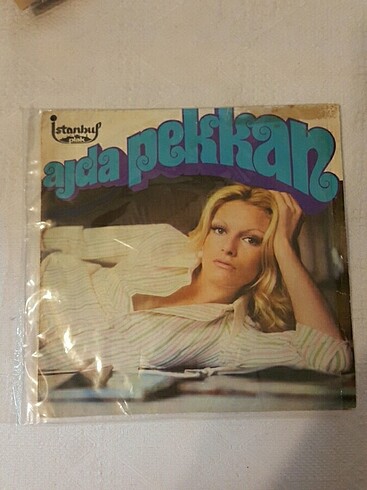 istanbul
plak
ajda pekkan